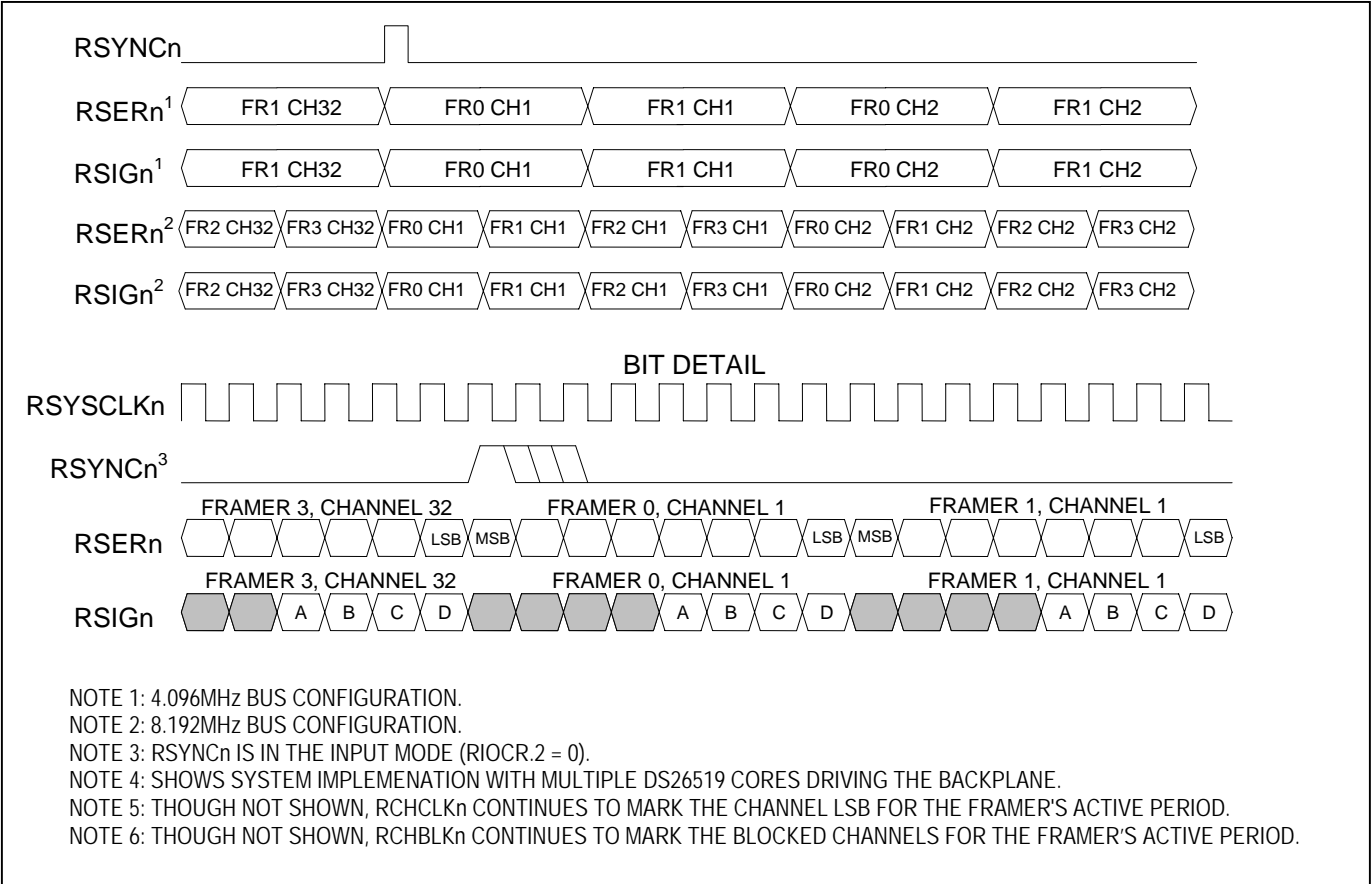 RSYNCn
RSERn1 FR1 CH32 FR0 CH1 FR1 CH1 FR0 CH2 FR1 CH2
RSIGn1 FR1 CH32 FR0 CH1 FR1 CH1 FR0 CH2 FR1 CH2
RSERn2 FR2 CH32 FR3 CH32 FR0 CH1 FR1 CH1 FR2 CH1 FR3 CH1 FR0 CH2 FR1 CH2 FR2 CH2 FR3 CH2
RSIGn2 FR2 CH32 FR3 CH32 FR0 CH1 FR1 CH1 FR2 CH1 FR3 CH1 FR0 CH2 FR1 CH2 FR2 CH2 FR3 CH2
BIT DETAIL
RSYSCLKn
RSYNCn3
FRAMER 3, CHANNEL 32 FRAMER 0, CHANNEL 1 FRAMER 1, CHANNEL 1
RSERn LSB MSB LSB MSB LSB
FRAMER 3, CHANNEL 32 FRAMER 0, CHANNEL 1 FRAMER 1, CHANNEL 1
RSIGn A B C D A B C D A B C D
NOTE 1: 4.096MHz BUS CONFIGURATION.
NOTE 2: 8.192MHz BUS CONFIGURATION.
NOTE 3: RSYNCn IS IN THE INPUT MODE (RIOCR.2 = 0).
NOTE 4: SHOWS SYSTEM IMPLEMENATION WITH MULTIPLE DS26519 CORES DRIVING THE BACKPLANE.
NOTE 5: THOUGH NOT SHOWN, RCHCLKn CONTINUES TO MARK THE CHANNEL LSB FOR THE FRAMER'S ACTIVE PERIOD.
NOTE 6: THOUGH NOT SHOWN, RCHBLKn CONTINUES TO MARK THE BLOCKED CHANNELS FOR THE FRAMER'S ACTIVE PERIOD.